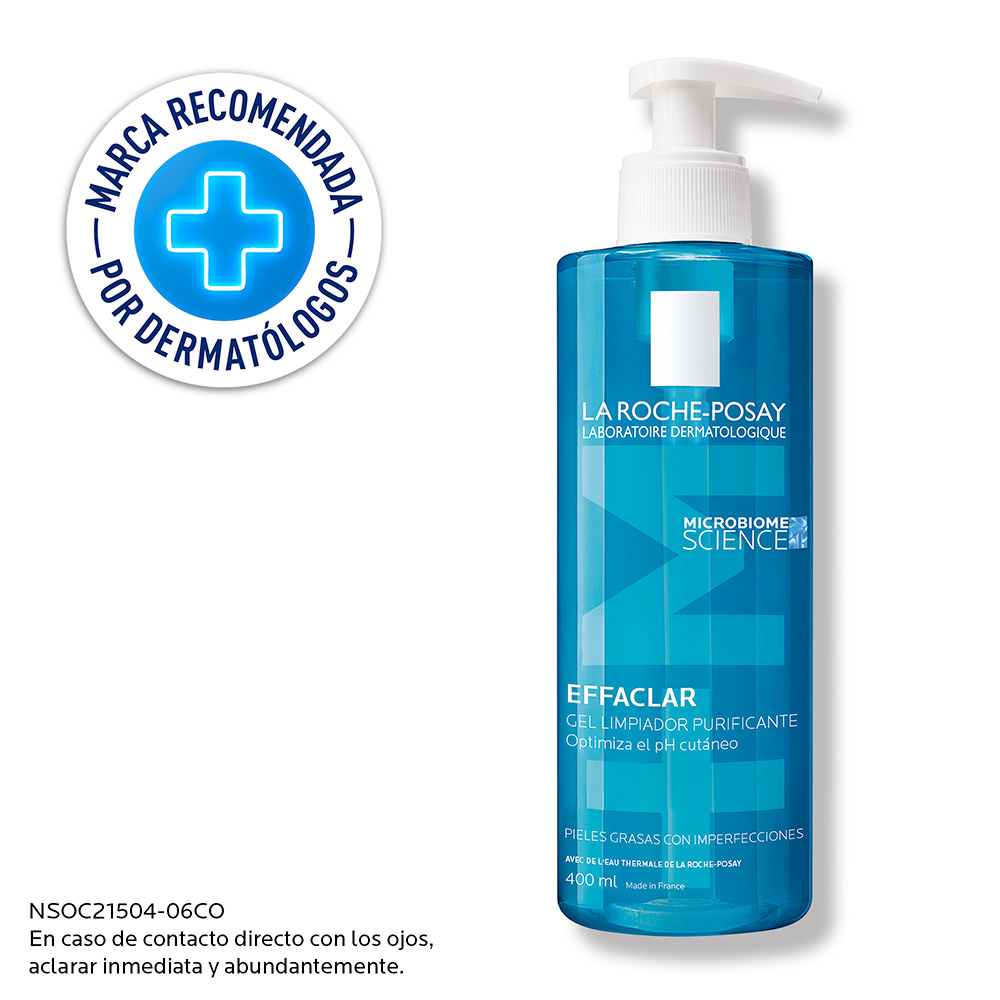 MARCA RECOMENDADA
POR DERMATÓLOGOS
LA ROCHE-POSAY
LABORATOIRE DERMATOLOGIQUE
MICROBIOME
SCIENCE
EFFACLAR
GEL LIMPIADOR PURIFICANTE
Optimiza el pH cutáneo
PIELES GRASAS CON IMPERFECCIONES
AVEC DE L'EAU THERMALE DE LA ROCHE-POSAY
400 ml Made in France
NSOC21504-06CO
En caso de contacto directo con los ojos,
aclarar inmediata y abundantemente.